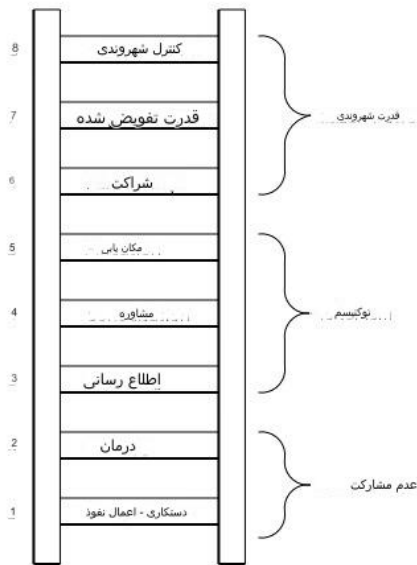 8 کنترل شهروندی
7 قدرت تفویض شده
قدرت شهروندی
6 شراکت
5 مکان یابی
4 مشاوره
توکنیسم
3 اطلاع رسانی
2 درمان
عدم مشارکت
1 دستکاری - اعمال نفوذ